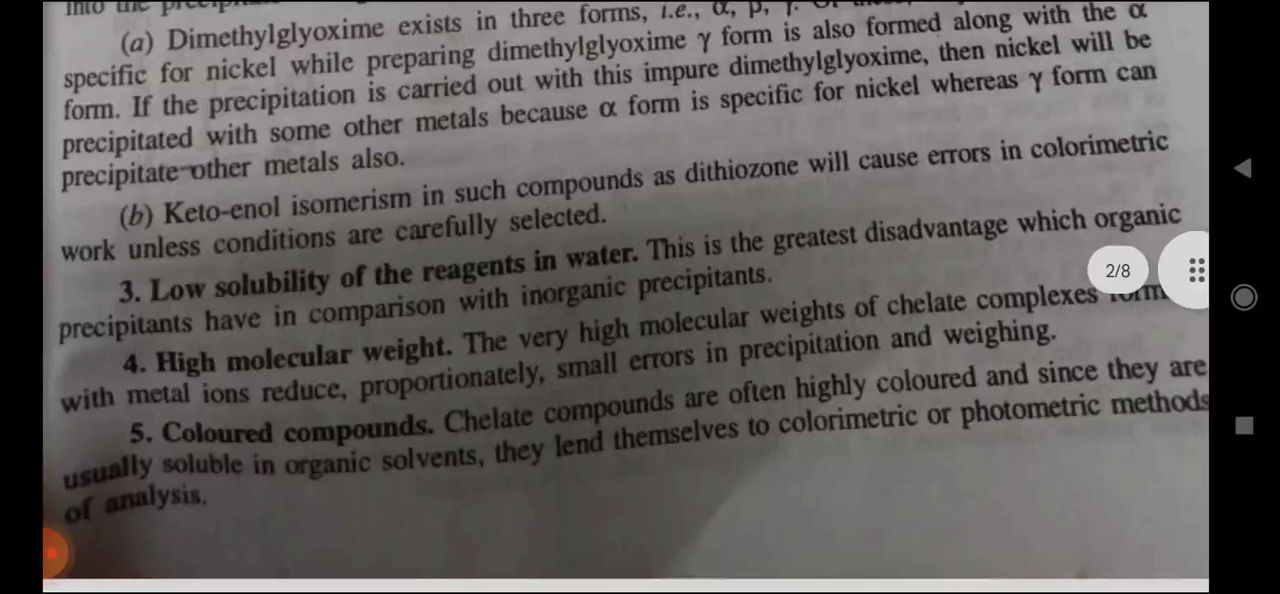 into the
(a) Dimethylglyoxime exists in three forms, i.e., α, β, γ.
specific for nickel while preparing dimethylglyoxime γ form is also formed along with the α
form. If the precipitation is carried out with this impure dimethylglyoxime, then nickel will be
precipitated with some other metals because α form is specific for nickel whereas γ form can
precipitate other metals also.
(b) Keto-enol isomerism in such compounds as dithiozone will cause errors in colorimetric
work unless conditions are carefully selected.
3. Low solubility of the reagents in water. This is the greatest disadvantage which organic
precipitants have in comparison with inorganic precipitants.
2/8
4. High molecular weight. The very high molecular weights of chelate complexes
with metal ions reduce, proportionately, small errors in precipitation and weighing.
5. Coloured compounds. Chelate compounds are often highly coloured and since they are
usually soluble in organic solvents, they lend themselves to colorimetric or photometric methods
of analysis.